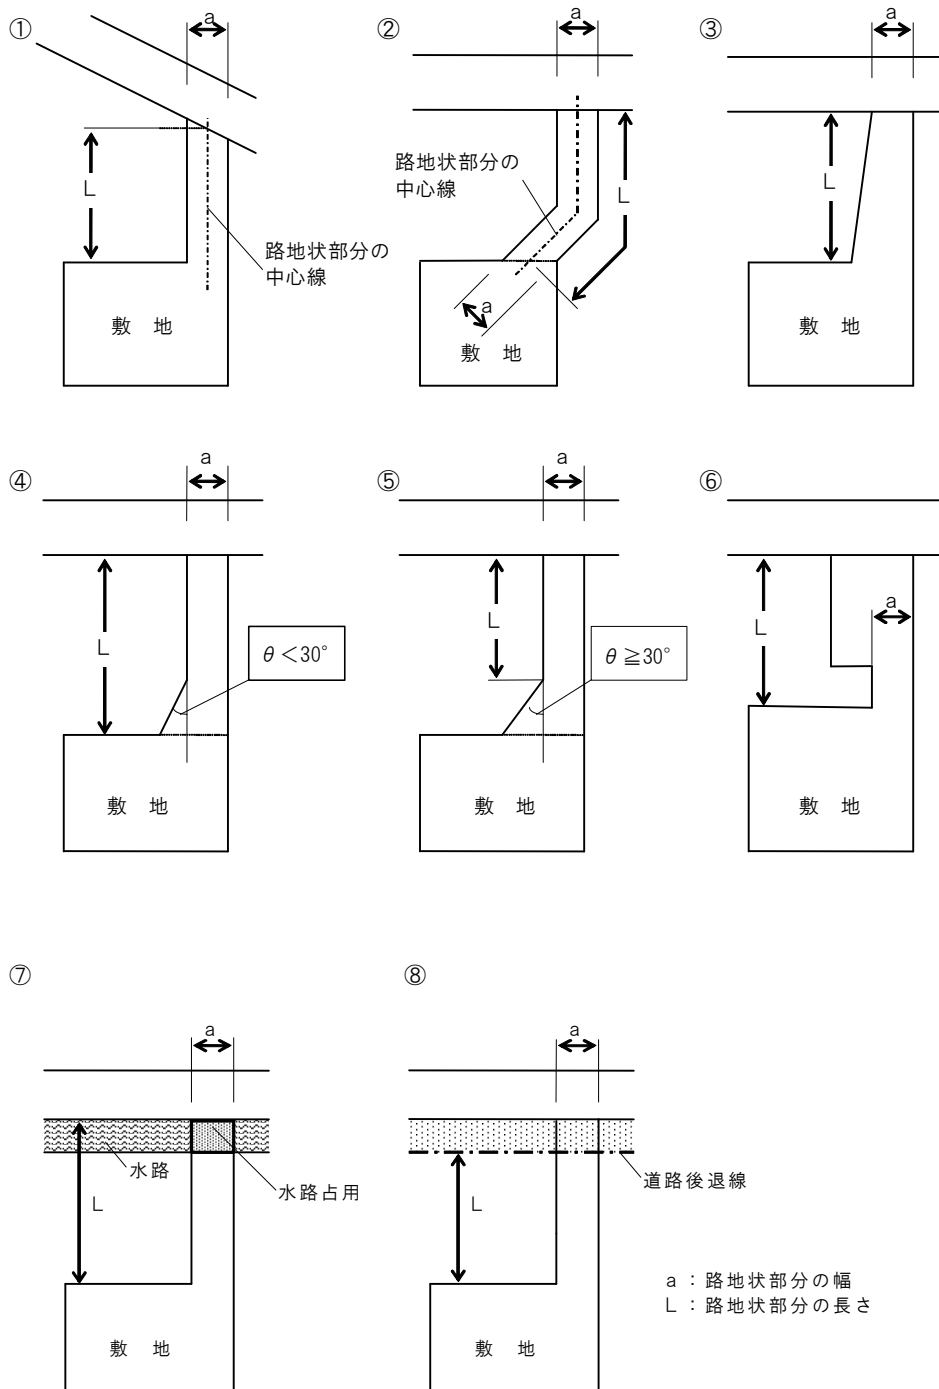 ①
a
L
路地状部分の
中心線
敷 地
②
a
路地状部分の
中心線
L
a
敷 地
③
a
L
敷 地
④
a
L
θ<30°
敷 地
⑤
a
L
θ≧30°
敷 地
⑥
a
L
敷 地
⑦
a
水路
水路占用
L
敷 地
⑧
a
道路後退線
L
敷 地
a：路地状部分の幅
L：路地状部分の長さ